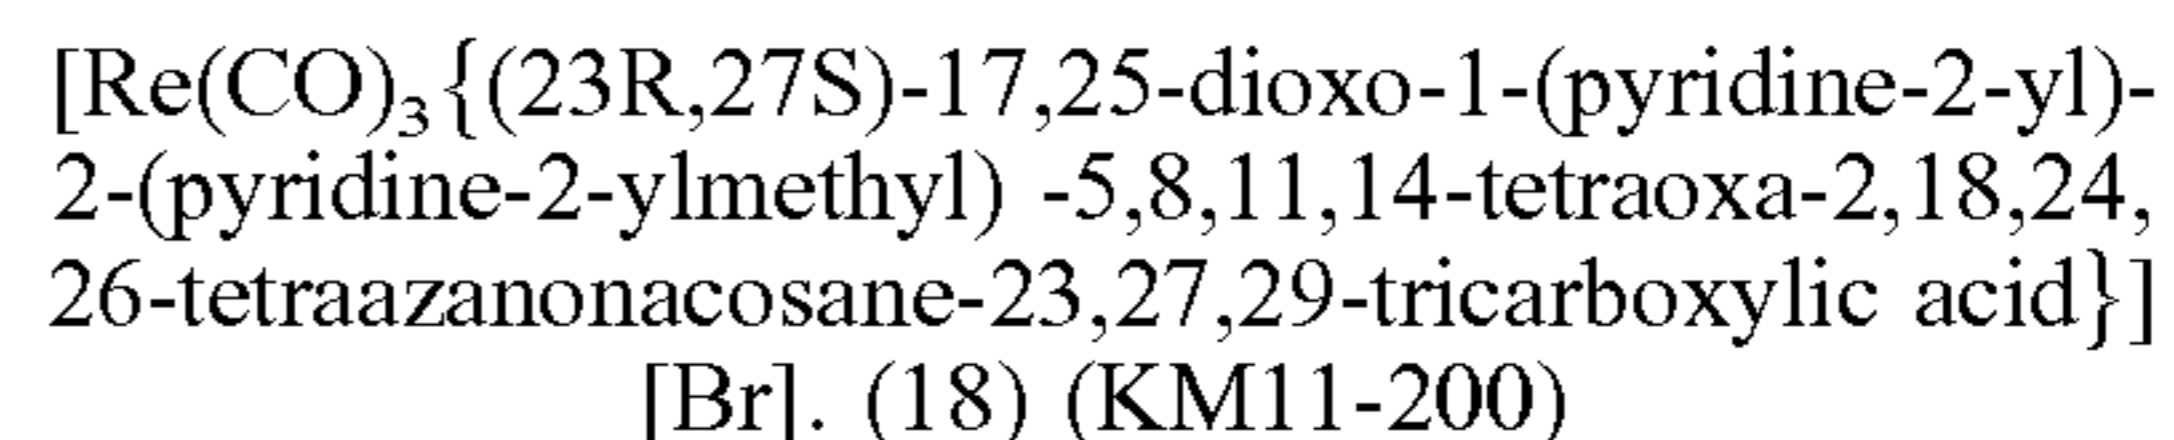 [Re(CO)₃{(23R,27S)-17,25-dioxo-1-(pyridine-2-yl)-
2-(pyridine-2-ylmethyl) -5,8,11,14-tetraoxa-2,18,24,
26-tetraazanonacosane-23,27,29-tricarboxylic acid}]
[Br]. (18) (KM11-200)